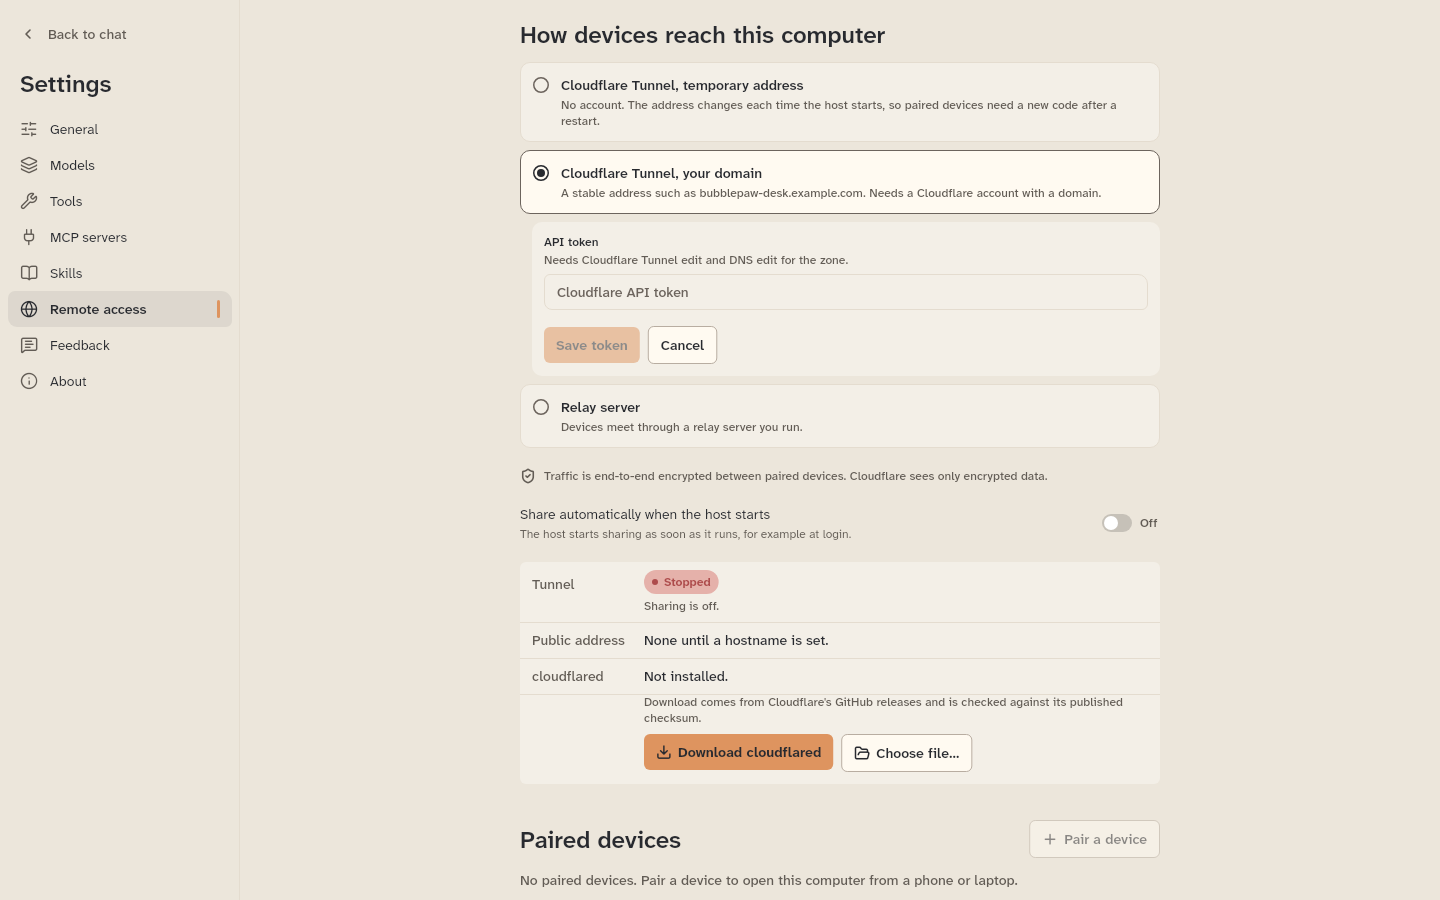 Back to chat
Settings
General
Models
Tools
MCP servers
Skills
Remote access
Feedback
About
How devices reach this computer
Cloudflare Tunnel, temporary address
No account. The address changes each time the host starts, so paired devices need a new code after a
restart.
Cloudflare Tunnel, your domain
A stable address such as bubblepaw-desk.example.com. Needs a Cloudflare account with a domain.
API token
Needs Cloudflare Tunnel edit and DNS edit for the zone.
Cloudflare API token
Save token
Cancel
Relay server
Devices meet through a relay server you run.
Traffic is end-to-end encrypted between paired devices. Cloudflare sees only encrypted data.
Share automatically when the host starts
The host starts sharing as soon as it runs, for example at login.
Off
Tunnel
Stopped
Sharing is off.
Public address
None until a hostname is set.
cloudflared
Not installed.
Download comes from Cloudflare's GitHub releases and is checked against its published
checksum.
Download cloudflared
Choose file...
Paired devices
Pair a device
No paired devices. Pair a device to open this computer from a phone or laptop.